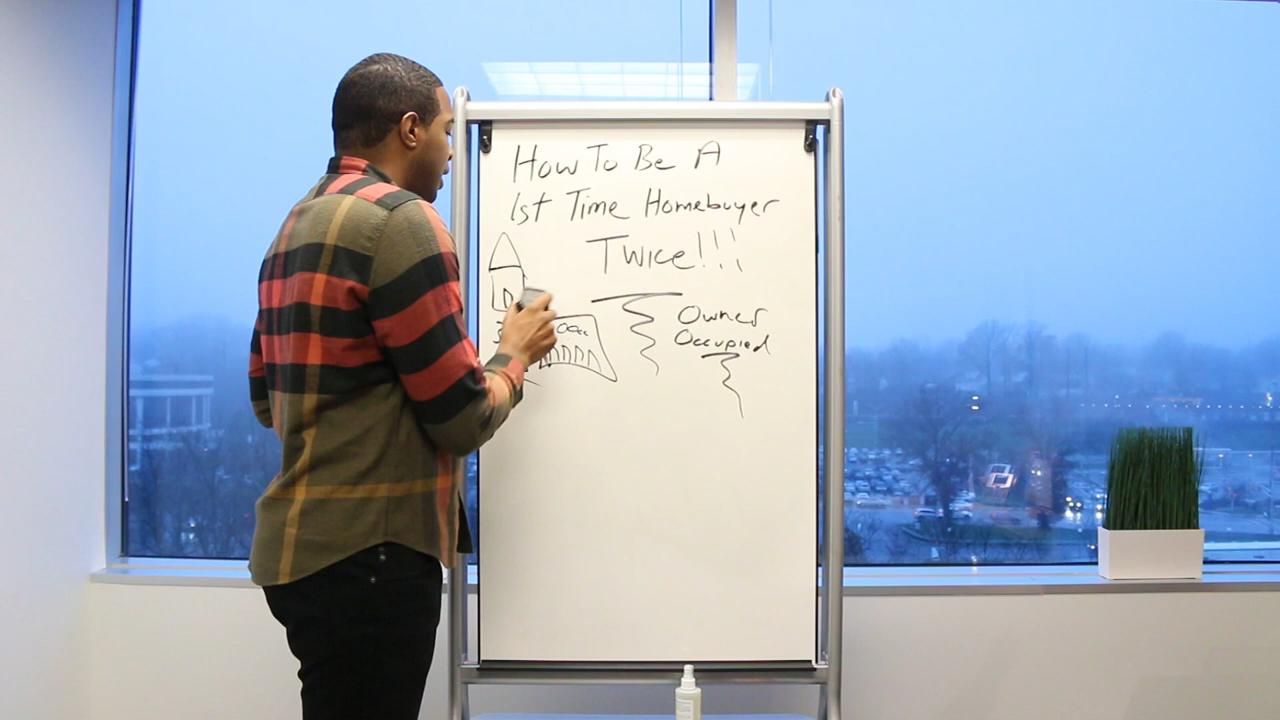 How To Be A
1st Time Homebuyer
Twice!!!
Owner
Occupied